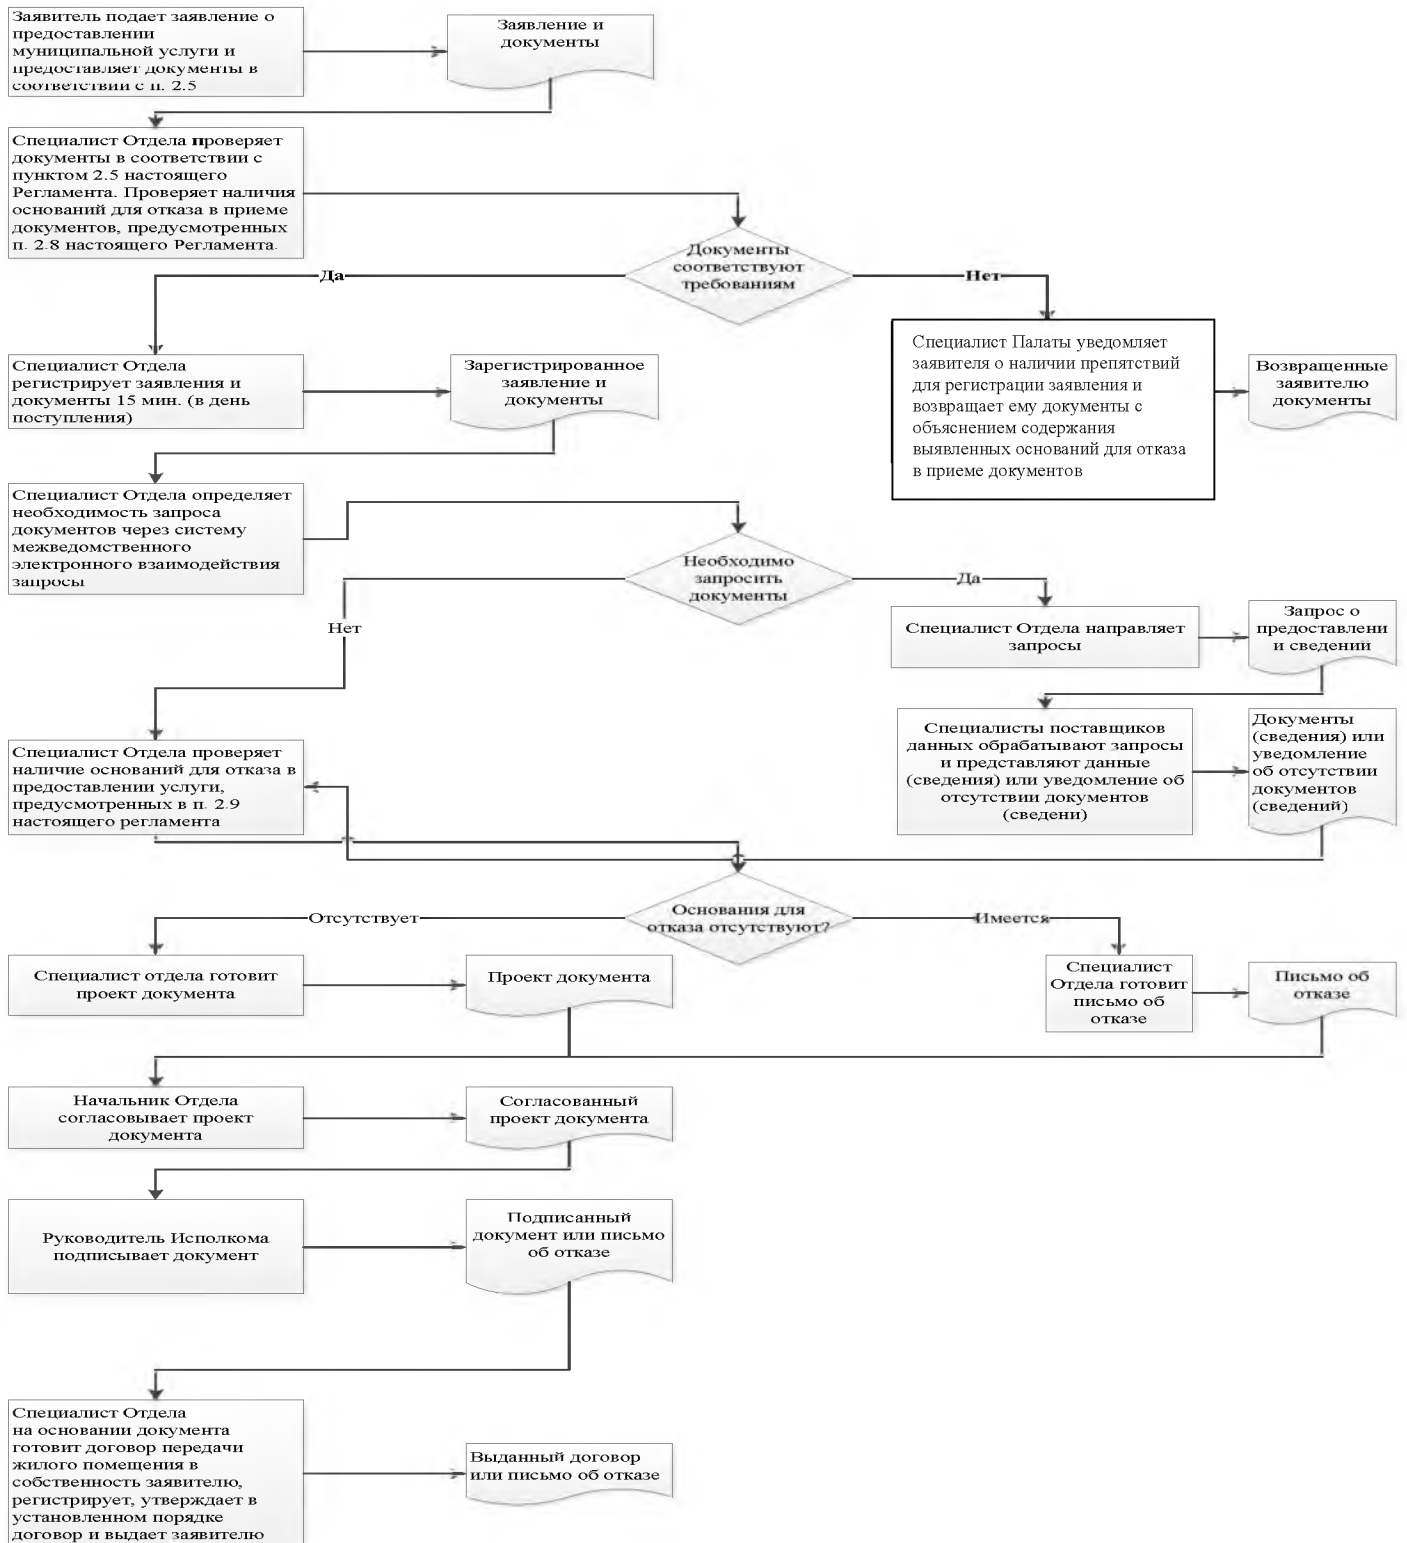 Заявитель подает заявление о
предоставлении
муниципальной услуги и
предоставляет документы в
соответствии с п. 2.5
Заявление и
документы
Специалист Отдела проверяет
документы в соответствии с
пунктом 2.5 настоящего
Регламента. Проверяет наличия
оснований для отказа в приеме
документов, предусмотренных
п. 2.8 настоящего Регламента.
Документы
соответствуют
требованиям
Да
Нет
Специалист Палаты уведомляет
заявителя о наличии препятствий
для регистрации заявления и
возвращает ему документы с
объяснением содержания
выявленных оснований для отказа
в приеме документов
Возвращенные
заявителю
документы
Специалист Отдела
регистрирует заявления и
документы 15 мин. (в день
поступления)
Зарегистрированное
заявление и
документы
Специалист Отдела определяет
необходимость запроса
документов через систему
межведомственного
электронного взаимодействия
запросы
Необходимо
запросить
документы
Да
Нет
Специалист Отдела направляет
запросы
Запрос о
предоставлени
и сведений
Специалисты поставщиков
данных обрабатывают запросы
и представляют данные
(сведения) или уведомление об
отсутствии документов
(сведени)
Документы
(сведения) или
уведомление
об отсутствии
документов
(сведений)
Специалист Отдела проверяет
наличие оснований для отказа в
предоставлении услуги,
предусмотренных в п. 2.9
настоящего регламента
Основания для
отказа отсутствуют?
Отсутствует
Имеется
Специалист отдела готовит
проект документа
Проект документа
Специалист
Отдела готовит
письмо об
отказе
Письмо об
отказе
Начальник Отдела
согласовывает проект
документа
Согласованный
проект документа
Руководитель Исполкома
подписывает документ
Подписанный
документ или письмо
об отказе
Специалист Отдела
на основании документа
готовит договор передачи
жилого помещения в
собственность заявителю,
регистрирует, утверждает в
установленном порядке
договор и выдает заявителю
Выданный договор
или письмо об отказе